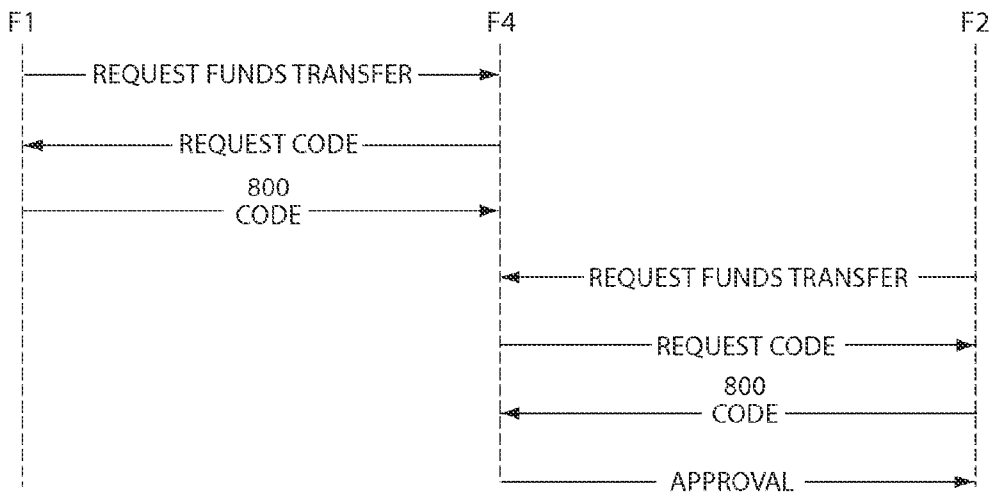 F1 F4 F2
REQUEST FUNDS TRANSFER
REQUEST CODE
800
CODE
REQUEST FUNDS TRANSFER
REQUEST CODE
800
CODE
APPROVAL